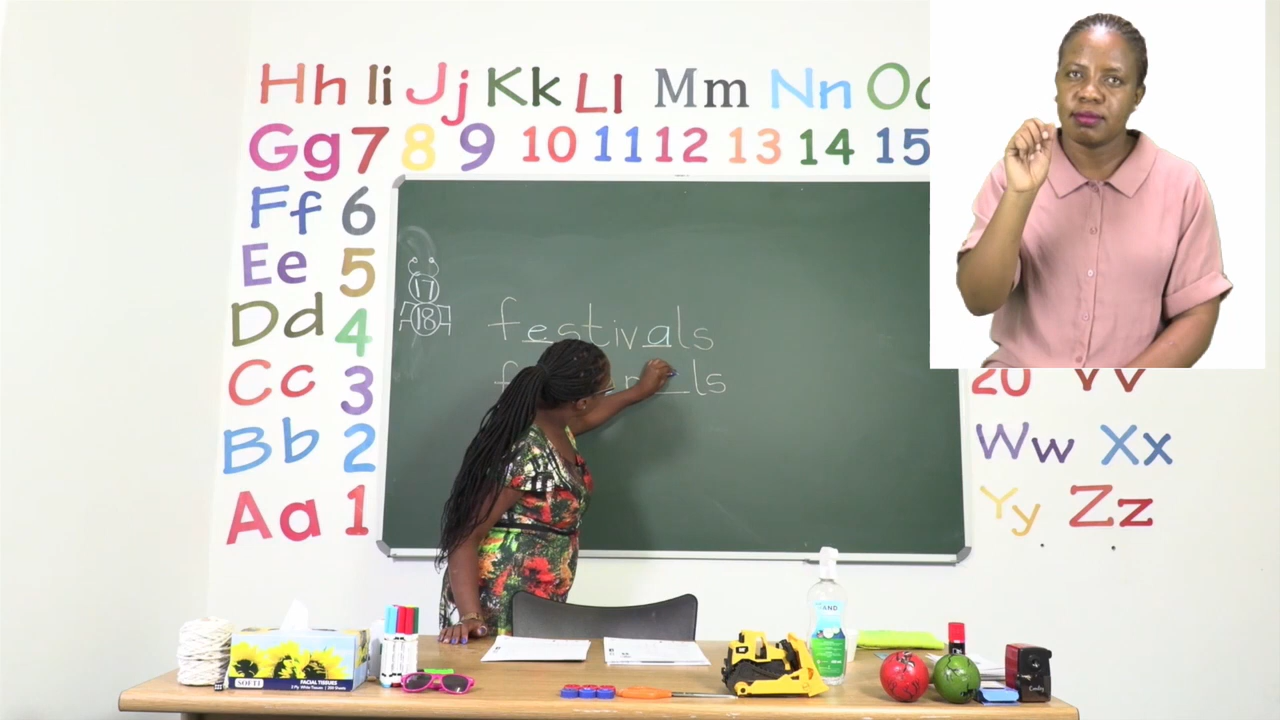 Hh Ii Jj Kk Ll Mm Nn
Gg 7 8 9 10 11 12 13 14 15
Ff 6
Ee 5
Dd 4
Cc 3
Bb 2
Aa 1
17
18
festivals
20
Ww Xx
Yy Zz
SOFTI
FACIAL TISSUES